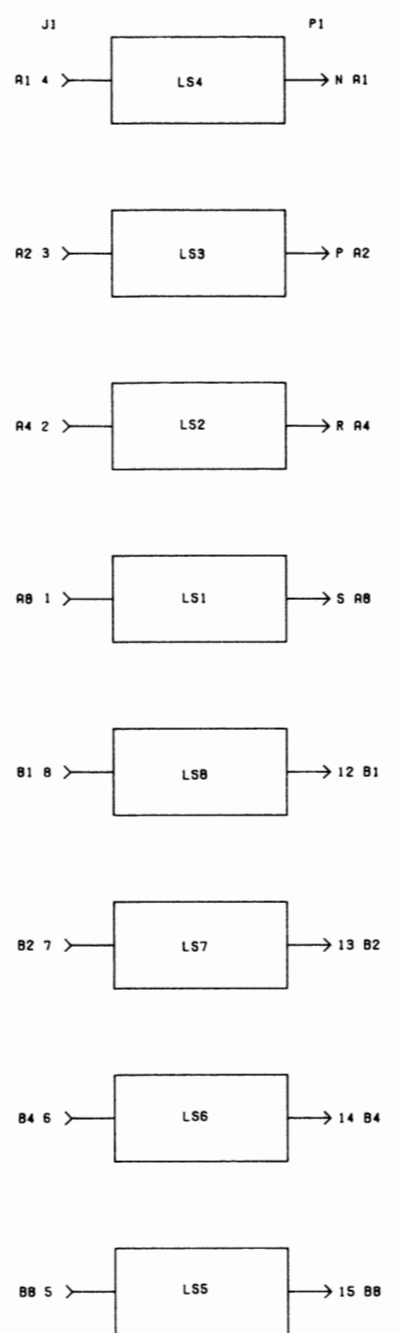 J1 P1
A1 4 LS4 N A1
A2 3 LS3 P A2
A4 2 LS2 R A4
A8 1 LS1 S A8
B1 8 LS8 12 B1
B2 7 LS7 13 B2
B4 6 LS6 14 B4
B8 5 LS5 15 B8